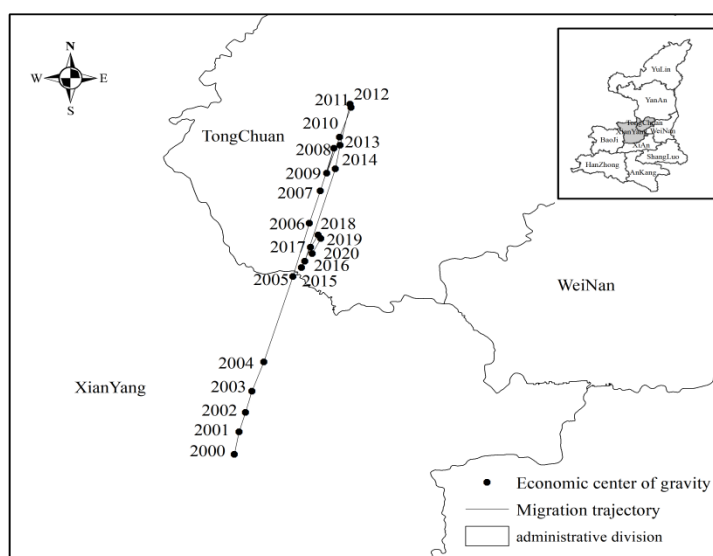 N
W
E
S
TongChuan
2011
2012
2010
2013
2008
2014
2009
2007
2006
2018
2019
2017
2020
2016
2005
2015
2004
2003
2002
2001
2000
XianYang
WeiNan
YuLin
YanAn
TongChuan
XianYang
WeiNan
BaoJi
XiAn
ShangLuo
HanZhong
AnKang
Economic center of gravity
Migration trajectory
administrative division